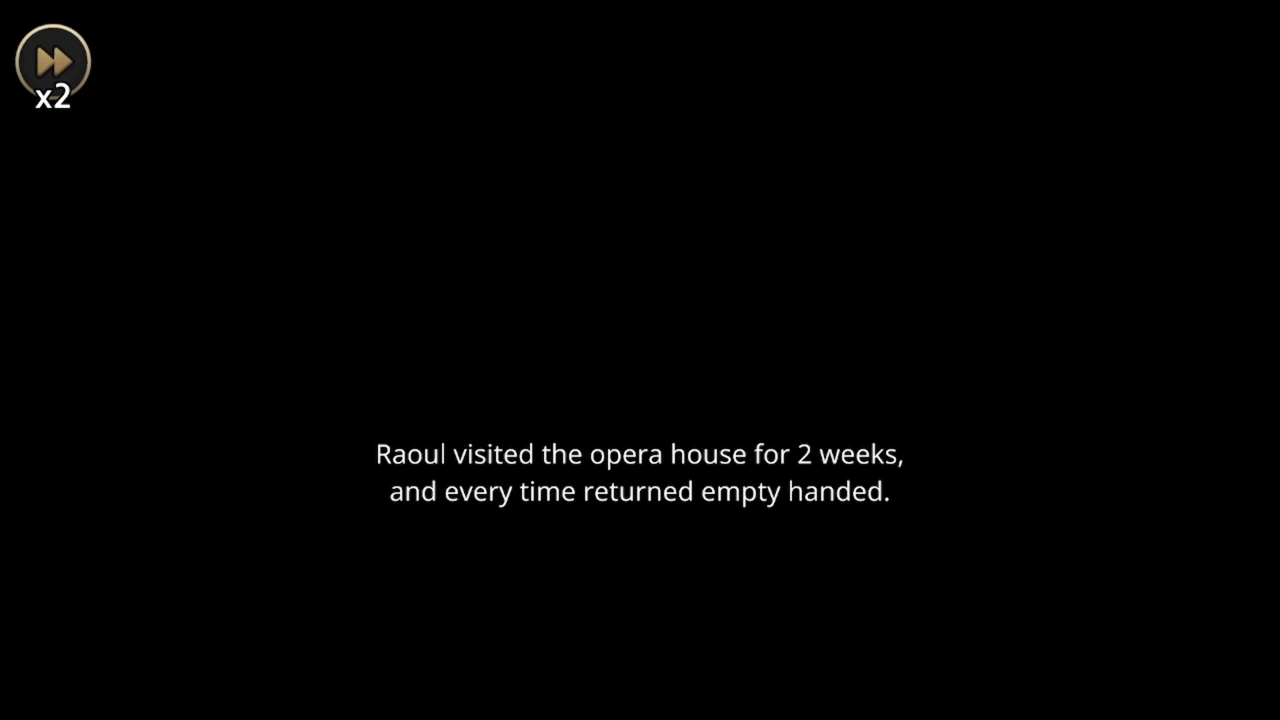 x2
Raoul visited the opera house for 2 weeks,
and every time returned empty handed.